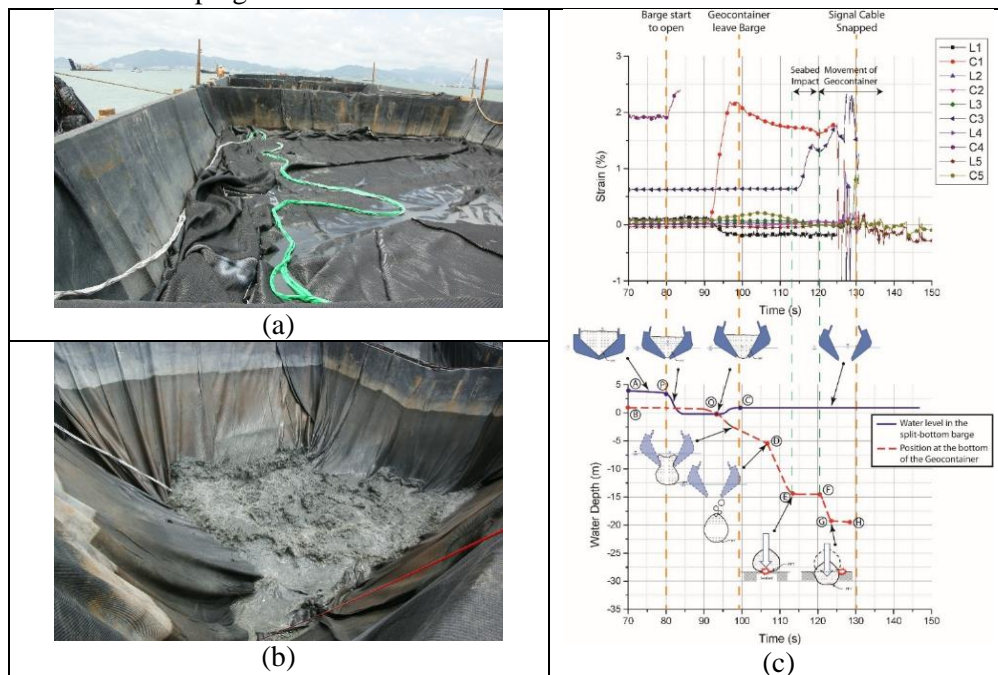 (a)
(b)
Barge start
to open
Geocontainer
leave Barge
Signal Cable
Snapped
Seabed
Impact
Movement of
Geocontainer
L1
C1
L2
C2
L3
C3
L4
C4
L5
C5
Strain (%)
3
2
1
0
-1
70 80 90 100 110 120 130 140 150
Time (s)
A
P
B
Q
C
D
E
F
G
H
Water level in the
split-bottom barge
Position at the bottom
of the Geocontainer
Water Depth (m)
5
0
-5
-10
-15
-20
-25
-30
-35
70 80 90 100 110 120 130 140 150
Time (s)
(c)